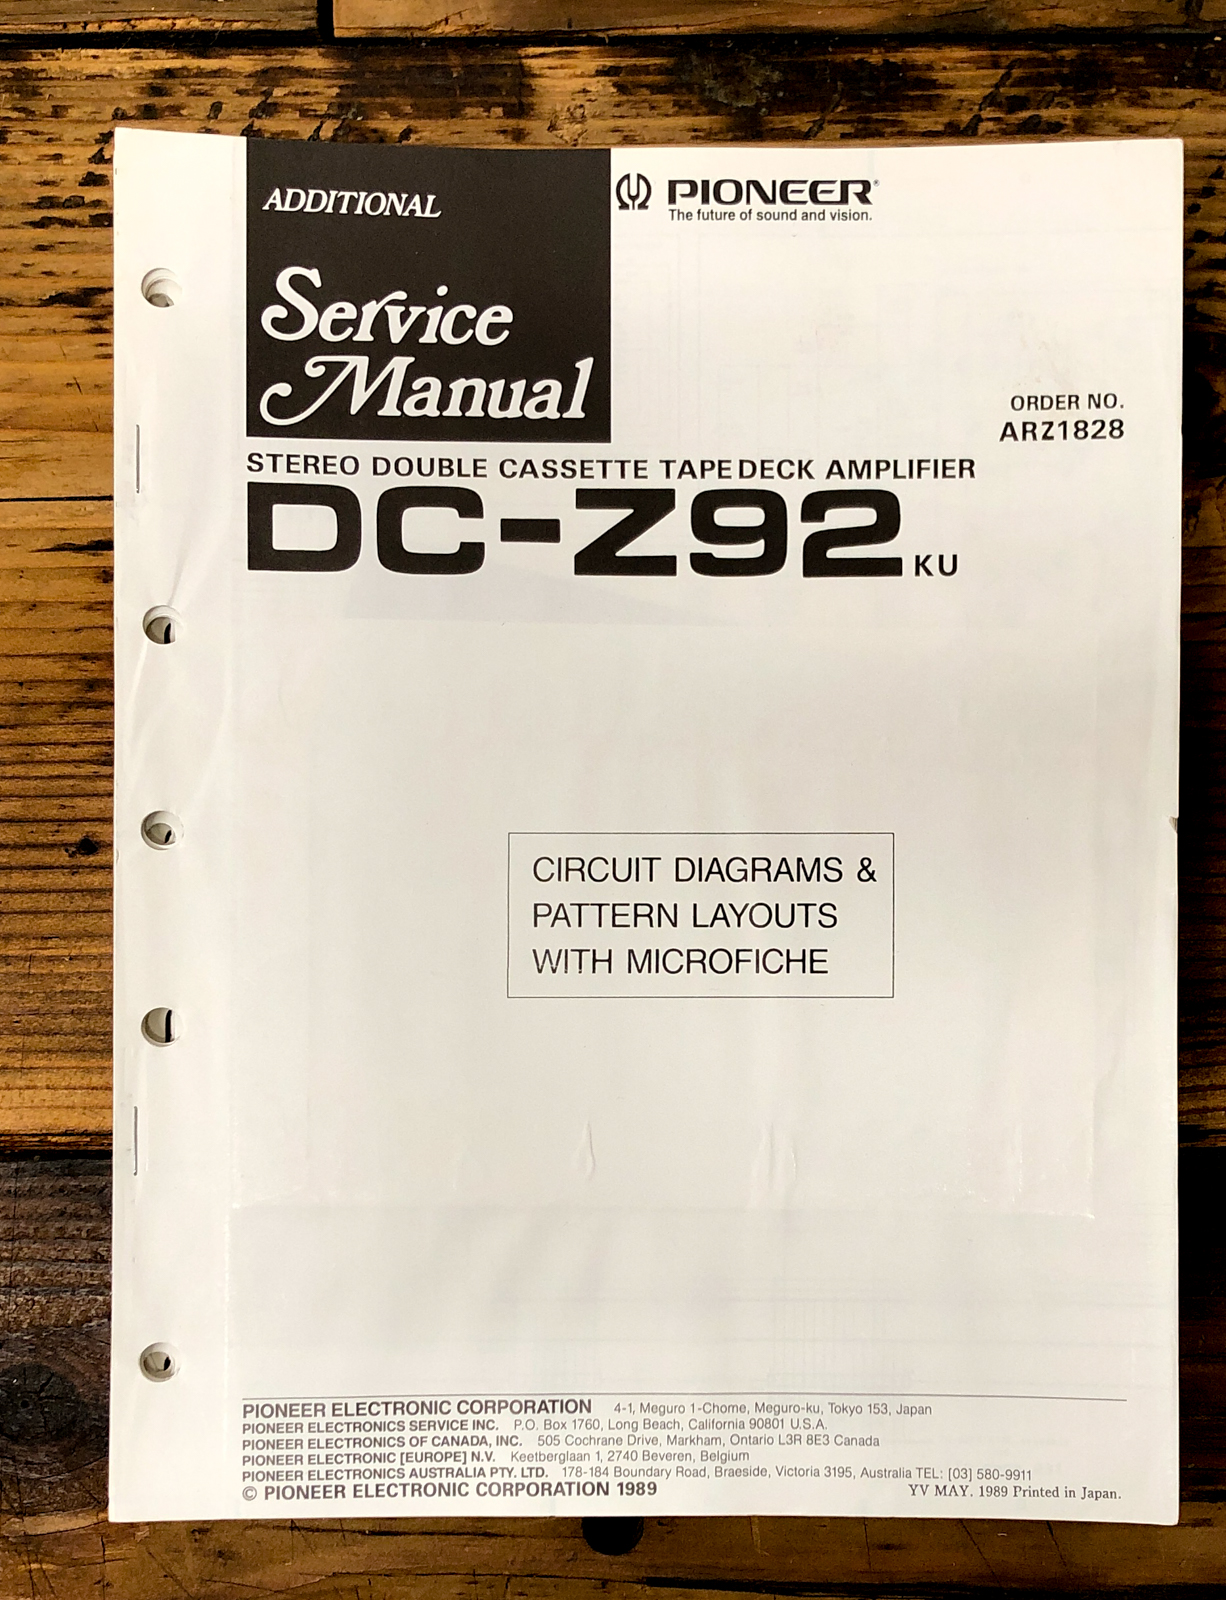 ADDITIONAL
Service
Manual
PIONEER®
The future of sound and vision.
ORDER NO.
ARZ1828
STEREO DOUBLE CASSETTE TAPE DECK AMPLIFIER
DC-Z92 KU
CIRCUIT DIAGRAMS &
PATTERN LAYOUTS
WITH MICROFICHE
PIONEER ELECTRONIC CORPORATION 4-1, Meguro 1-Chome, Meguro-ku, Tokyo 153, Japan
PIONEER ELECTRONICS SERVICE INC. P.O. Box 1760, Long Beach, California 90801 U.S.A.
PIONEER ELECTRONICS OF CANADA, INC. 505 Cochrane Drive, Markham, Ontario L3R 8E3 Canada
PIONEER ELECTRONIC [EUROPE] N.V. Keetberglaan 1, 2740 Beveren, Belgium
PIONEER ELECTRONICS AUSTRALIA PTY. LTD. 178-184 Boundary Road, Braeside, Victoria 3195, Australia TEL: [03] 580-9911
© PIONEER ELECTRONIC CORPORATION 1989 YV MAY. 1989 Printed in Japan.